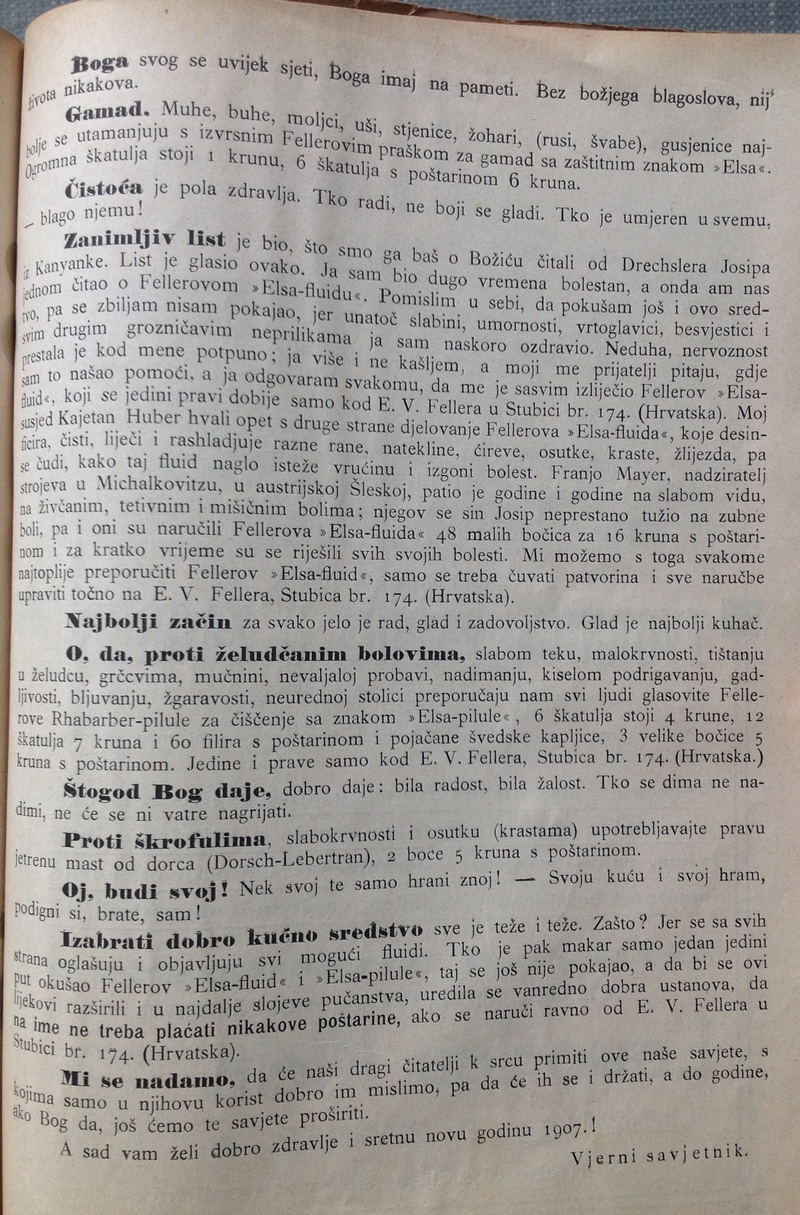 Boga svog se uvijek sjeti, Boga imaj na pameti. Bez božjega blagoslova, nij'
života nikakova.
Gamad. Muhe, buhe, moljci, uši, stjenice, žohari, (rusi, švabe), gusjenice naj-
bolje se utamanjuju s izvrsnim Fellerovim praškom za gamad sa zaštitnim znakom »Elsa«.
Ogromna škatulja stoji 1 krunu, 6 škatulja s poštarinom 6 kruna.
Čistoća je pola zdravlja. Tko radi, ne boji se gladi. Tko je umjeren u svemu,
— blago njemu!
Zanimljiv list je bio, što smo ga baš o Božiću čitali od Drechslera Josipa
iz Kanyanke. List je glasio ovako. Ja sam bio dugo vremena bolestan, a onda am nas
jednom čitao o Fellerovom »Elsa-fluidu«. Pomislim u sebi, da pokušam još i ovo sred-
tvo, pa se zbiljam nisam pokajao, jer unatoč slabini, umornosti, vrtoglavici, besvjestici i
svim drugim grozničavim neprilikama ja sam naskoro ozdravio. Neduha, nervoznost
prestala je kod mene potpuno; ja više i ne kašljem, a moji me prijatelji pitaju, gdje
sam to našao pomoći, a ja odgovaram svakomu, da me je sasvim izliječio Fellerov »Elsa-
fluid«, koji se jedini pravi dobije samo kod E. V. Fellera u Stubici br. 174. (Hrvatska). Moj
susjed Kajetan Huber hvali opet s druge strane djelovanje Fellerova »Elsa-fluida«, koje desin-
ficira, čisti, liječi i rashladjuje razne rane, natekline, ćireve, osutke, kraste, žlijezda, pa
se čudi, kako taj fluid naglo isteže vrućinu i izgoni bolest. Franjo Mayer, nadziratelj
strojeva u Michalkovitzu, u austrijskoj Šleskoj, patio je godine i godine na slabom vidu,
na živčanim, tetivnim i mišičnim bolima; njegov se sin Josip neprestano tužio na zubne
boli, pa i oni su naručili Fellerova »Elsa-fluida« 48 malih bočica za 16 kruna s poštari-
nom i za kratko vrijeme su se riješili svih svojih bolesti. Mi možemo s toga svakome
najtoplije preporučiti Fellerov »Elsa-fluid«, samo se treba čuvati patvorina i sve naručbe
upraviti točno na E. V. Fellera, Stubica br. 174. (Hrvatska).
Najbolji začin za svako jelo je rad, glad i zadovoljstvo. Glad je najbolji kuhač.
O, da, proti želudčanim bolovima, slabom teku, malokrvnosti, tištanju
u želudcu, grčcvima, mučnini, nevaljaloj probavi, nadimanju, kiselom podrigavanju, gad-
ljivosti, bljuvanju, žgaravosti, neurednoj stolici preporučaju nam svi ljudi glasovite Felle-
rove Rhabarber-pilule za čiščenje sa znakom »Elsa-pilule«, 6 škatulja stoji 4 krune, 12
škatulja 7 kruna i 60 filira s poštarinom i pojačane švedske kapljice, 3 velike bočice 5
kruna s poštarinom. Jedine i prave samo kod E. V. Fellera, Stubica br. 174. (Hrvatska.)
Štogod Bog daje, dobro daje: bila radost, bila žalost. Tko se dima ne na-
dimi, ne će se ni vatre nagrijati.
Proti škrofulima, slabokrvnosti i osutku (krastama) upotrebljavajte pravu
jetrenu mast od dorca (Dorsch-Lebertran), 2 boce 5 kruna s poštarinom.
Oj, budi svoj! Nek svoj te samo hrani znoj! — Svoju kuću i svoj hram,
podigni si, brate, sam!
Izabrati dobro kućno sredstvo sve je teže i teže. Zašto? Jer se sa svih
strana oglašuju i objavljuju svi mogući fluidi. Tko je pak makar samo jedan jedini
put okušao Fellerov »Elsa-fluid« i »Elsa-pilule«, taj se još nije pokajao, a da bi se ovi
lijekovi razširili i u najdalje slojeve pučanstva, uredila se vanredno dobra ustanova, da
na ime ne treba plaćati nikakove poštarine, ako se naruči ravno od E. V. Fellera u
Stubici br. 174. (Hrvatska).
Mi se nadamo, da će naši dragi čitatelji k srcu primiti ove naše savjete, s
kojima samo u njihovu korist dobro im mislimo, pa da će ih se i držati, a do godine,
ako Bog da, još ćemo te savjete proširiti.
A sad vam želi dobro zdravlje i sretnu novu godinu 1907.!
Vjerni savjetnik.